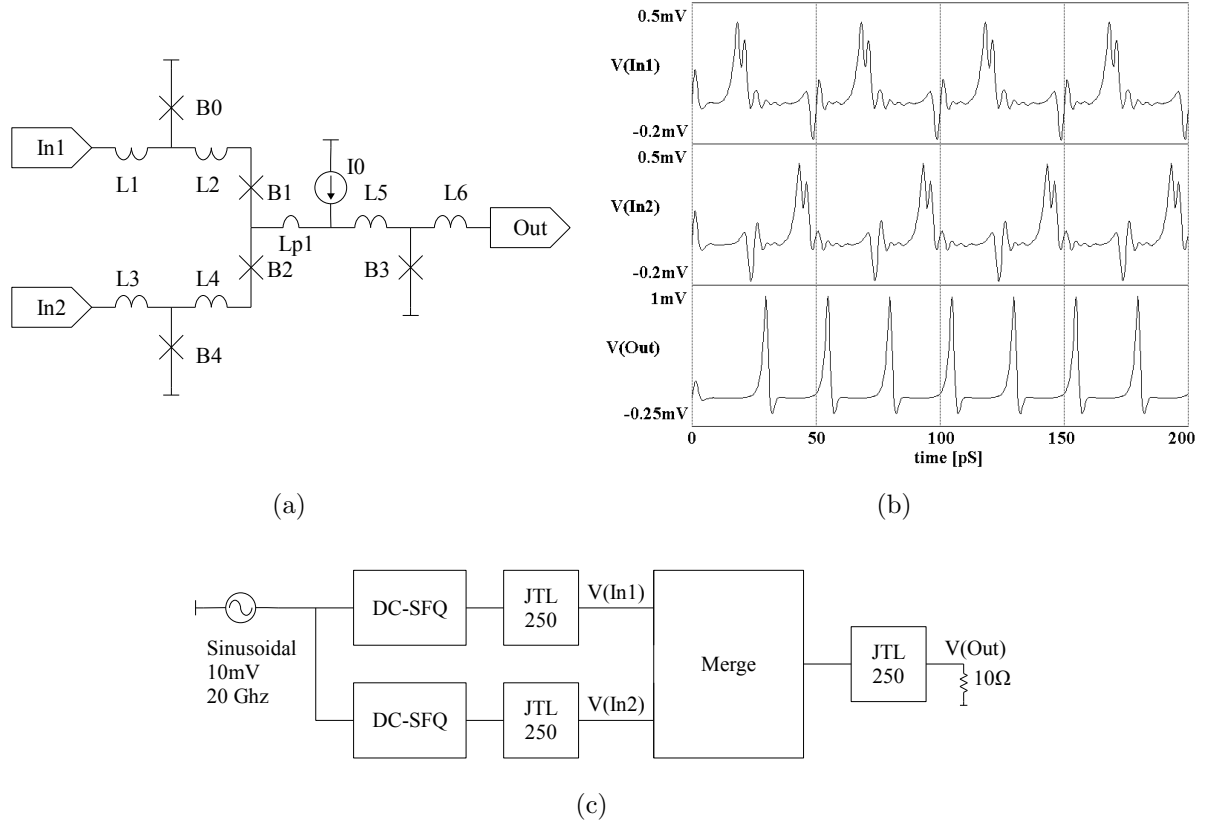 In1
L1
B0
L2
B1
I0
L5
L6
Lp1
Out
B2
B3
In2
L3
L4
B4
(a)
0.5mV
V(In1)
-0.2mV
0.5mV
V(In2)
-0.2mV
1mV
V(Out)
-0.25mV
0 50 100 150 200
time [pS]
(b)
Sinusoidal
10mV
20 Ghz
DC-SFQ
JTL
250
V(In1)
DC-SFQ
JTL
250
V(In2)
Merge
JTL
250
V(Out)
10Ω
(c)